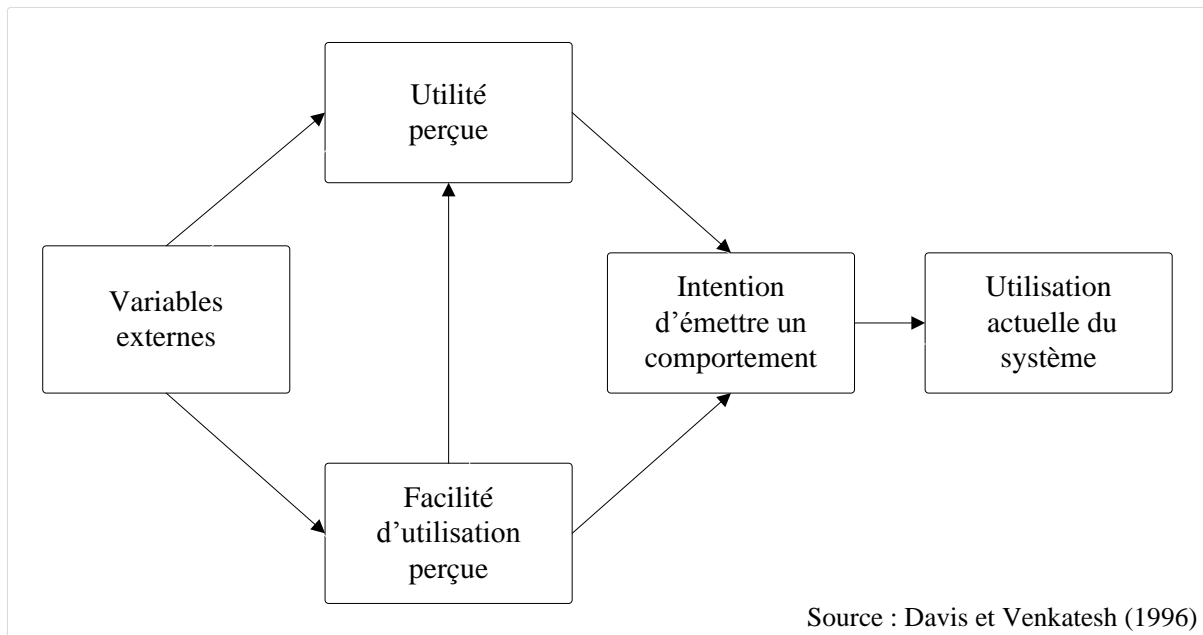 Utilité
perçue
Variables
externes
Intention
d’émettre un
comportement
Utilisation
actuelle du
système
Facilité
d’utilisation
perçue
Source : Davis et Venkatesh (1996)